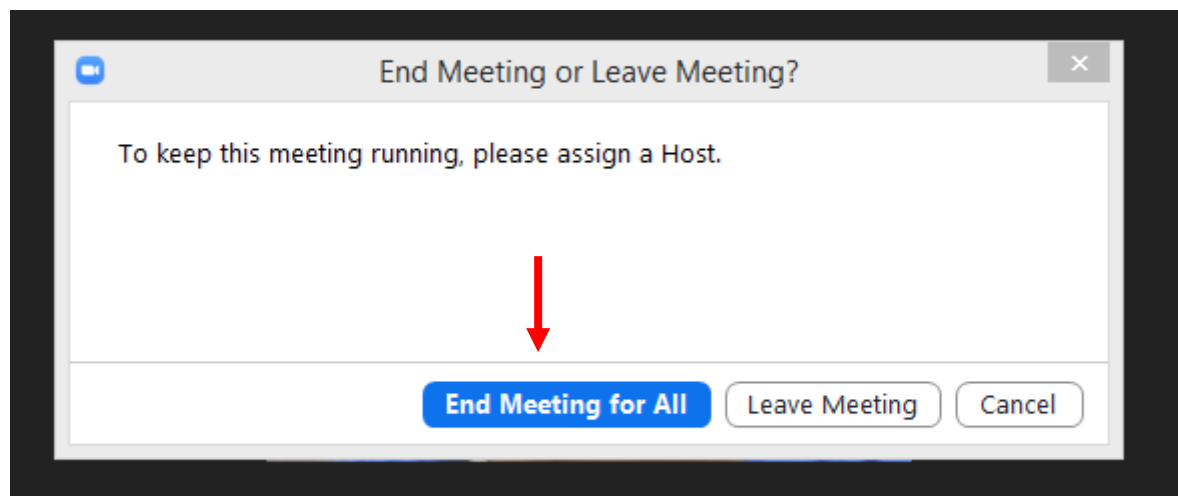 End Meeting or Leave Meeting?
To keep this meeting running, please assign a Host.
End Meeting for All Leave Meeting Cancel